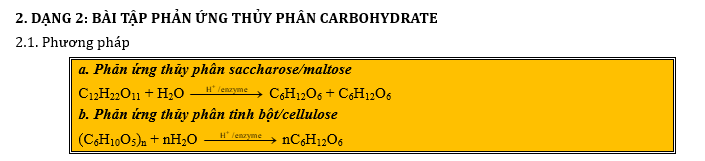 2. DẠNG 2: BÀI TẬP PHẢN ỨNG THỦY PHÂN CARBOHYDRATE
2.1. Phương pháp
a. Phản ứng thủy phân saccharose/maltose
C₁₂H₂₂O₁₁ + H₂O ―H⁺/enzyme→ C₆H₁₂O₆ + C₆H₁₂O₆
b. Phản ứng thủy phân tinh bột/cellulose
(C₆H₁₀O₅)ₙ + nH₂O ―H⁺/enzyme→ nC₆H₁₂O₆